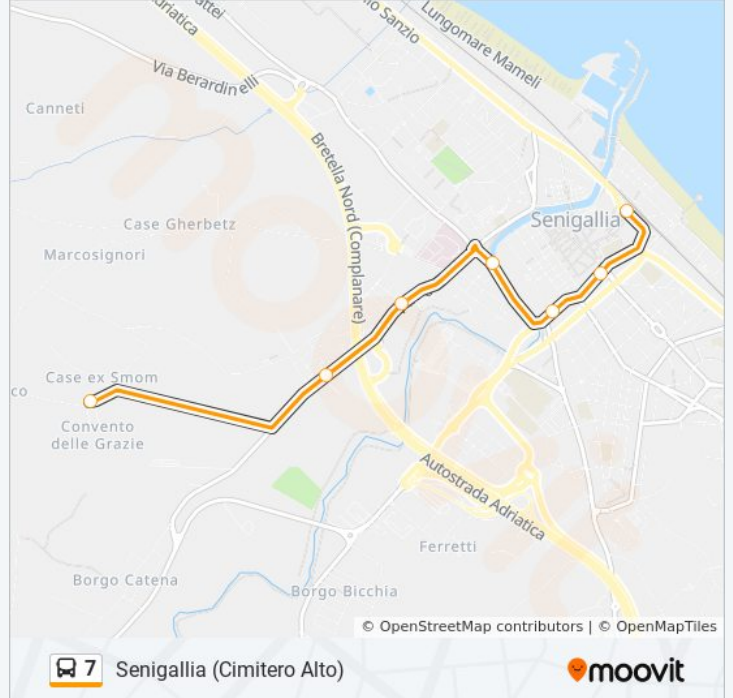 Adriatica
Lungomare Mameli
Sanzio
Via Berardinelli
Canneti
Bretella Nord (Complanare)
Case Gherbetz
Senigallia
Marcosignori
Case ex Smom
co
Convento
delle Grazie
Autostrada Adriatica
Ferretti
Borgo Catena
Borgo Bicchia
© OpenStreetMap contributors | © OpenMapTiles
7 Senigallia (Cimitero Alto)
moovit